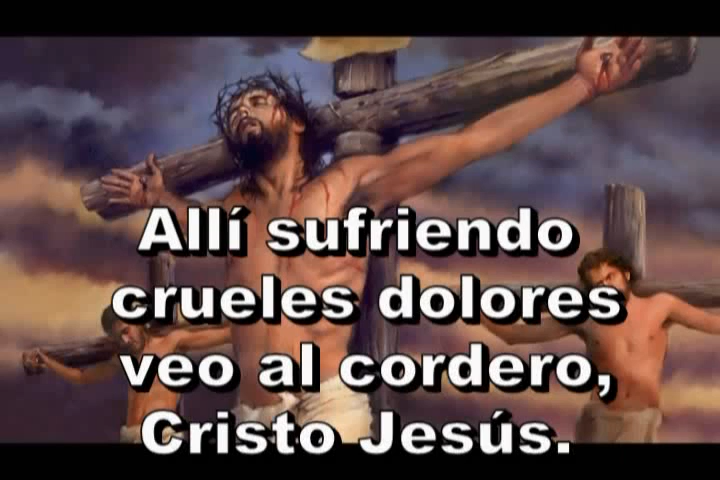 Allí sufriendo
crueles dolores
veo al cordero,
Cristo Jesús.